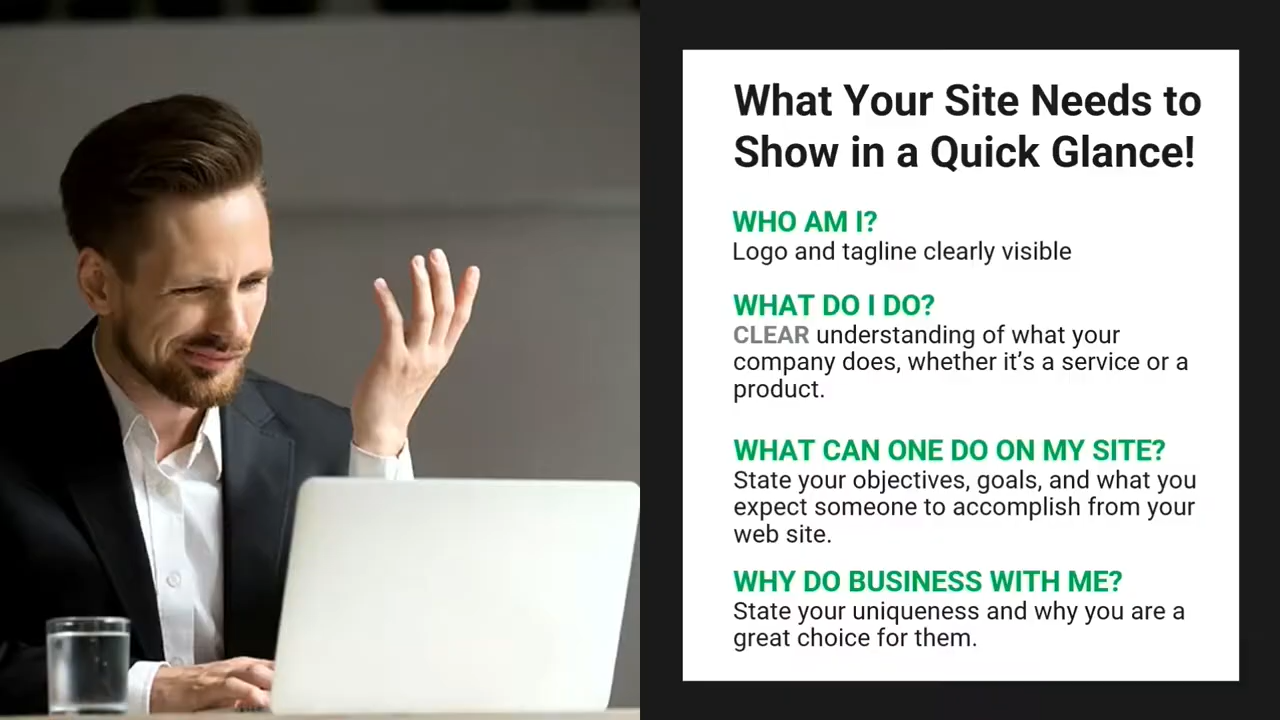 What Your Site Needs to
Show in a Quick Glance!
WHO AM I?
Logo and tagline clearly visible
WHAT DO I DO?
CLEAR understanding of what your
company does, whether it’s a service or a
product.
WHAT CAN ONE DO ON MY SITE?
State your objectives, goals, and what you
expect someone to accomplish from your
web site.
WHY DO BUSINESS WITH ME?
State your uniqueness and why you are a
great choice for them.